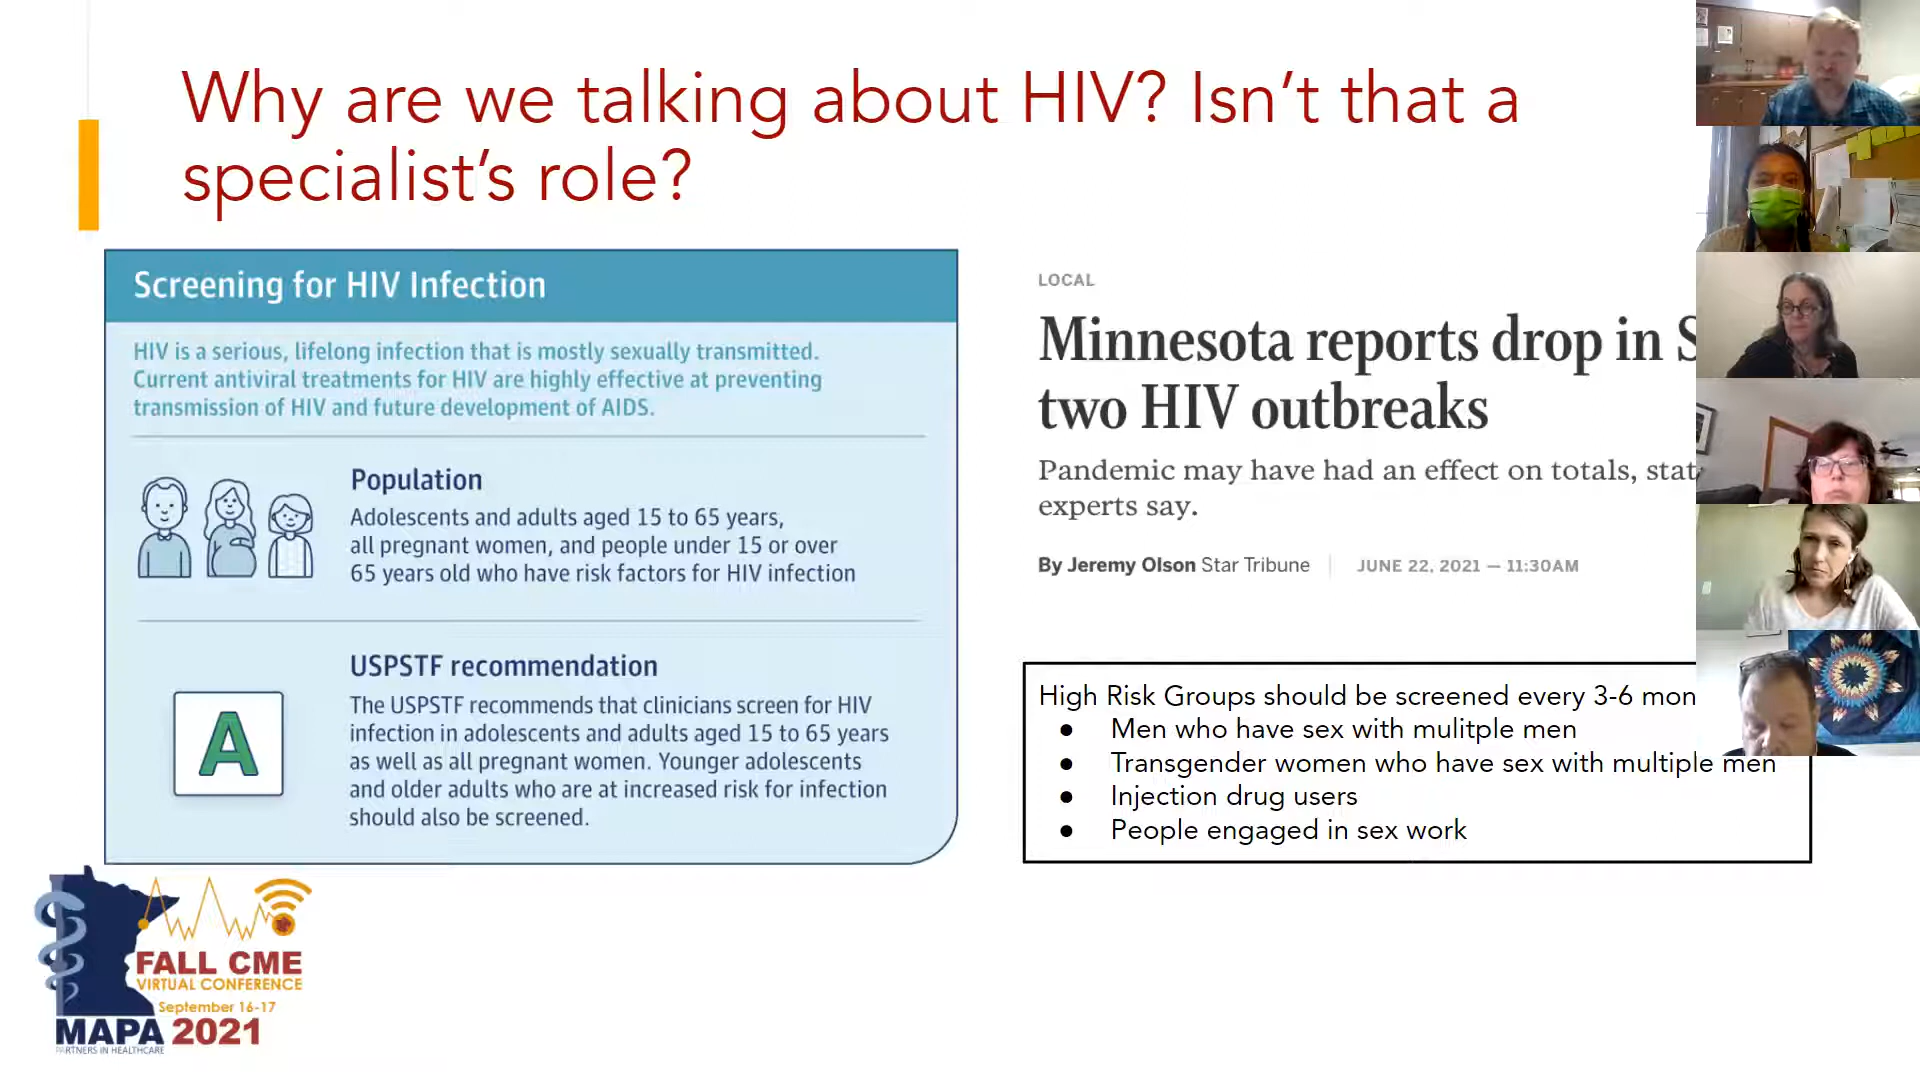 Why are we talking about HIV? Isn’t that a
specialist’s role?
Screening for HIV Infection
HIV is a serious, lifelong infection that is mostly sexually transmitted.
Current antiviral treatments for HIV are highly effective at preventing
transmission of HIV and future development of AIDS.
Population
Adolescents and adults aged 15 to 65 years,
all pregnant women, and people under 15 or over
65 years old who have risk factors for HIV infection
USPSTF recommendation
A
The USPSTF recommends that clinicians screen for HIV
infection in adolescents and adults aged 15 to 65 years
as well as all pregnant women. Younger adolescents
and older adults who are at increased risk for infection
should also be screened.
LOCAL
Minnesota reports drop in
two HIV outbreaks
Pandemic may have had an effect on totals,
experts say.
By Jeremy Olson Star Tribune JUNE 22, 2021 — 11:30AM
High Risk Groups should be screened every 3-6
● Men who have sex with mulitple men
● Transgender women who have sex with multiple men
● Injection drug users
● People engaged in sex work
FALL CME
VIRTUAL CONFERENCE
September 16-17
MAPA 2021
PARTNERS IN HEALTHCARE